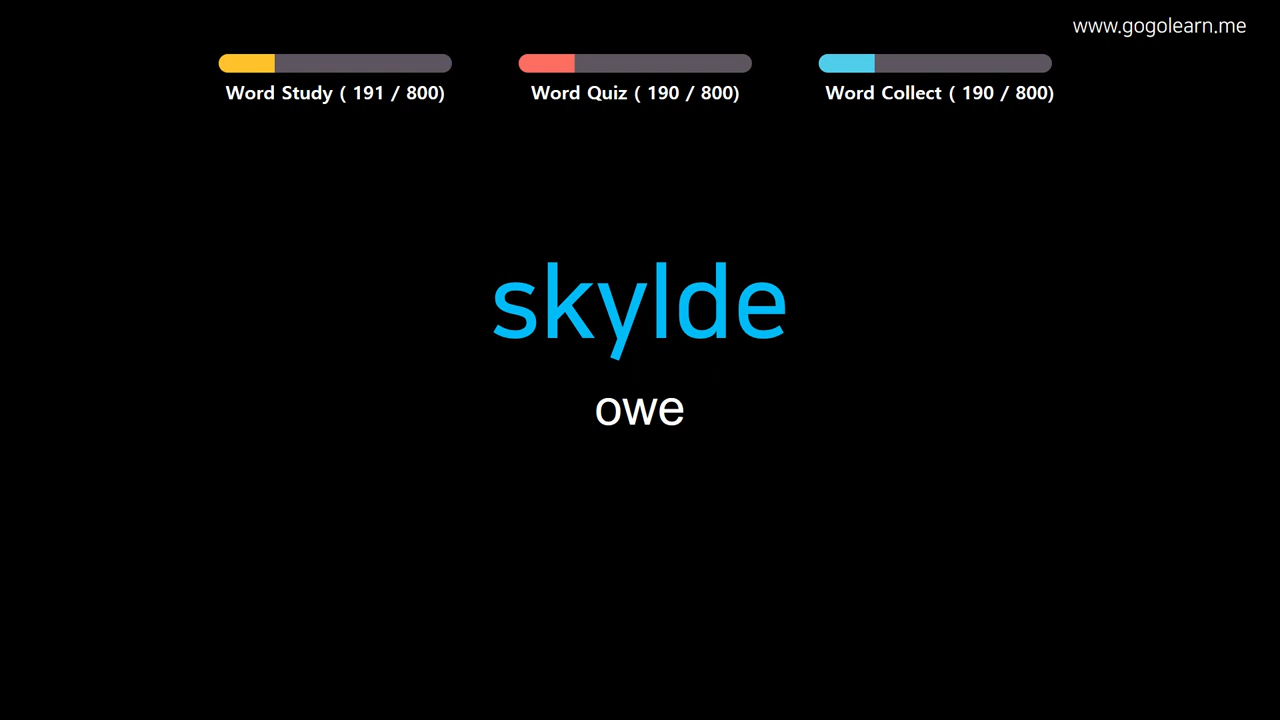 www.gogolearn.me
Word Study ( 191 / 800)
Word Quiz ( 190 / 800)
Word Collect ( 190 / 800)
skylde
owe